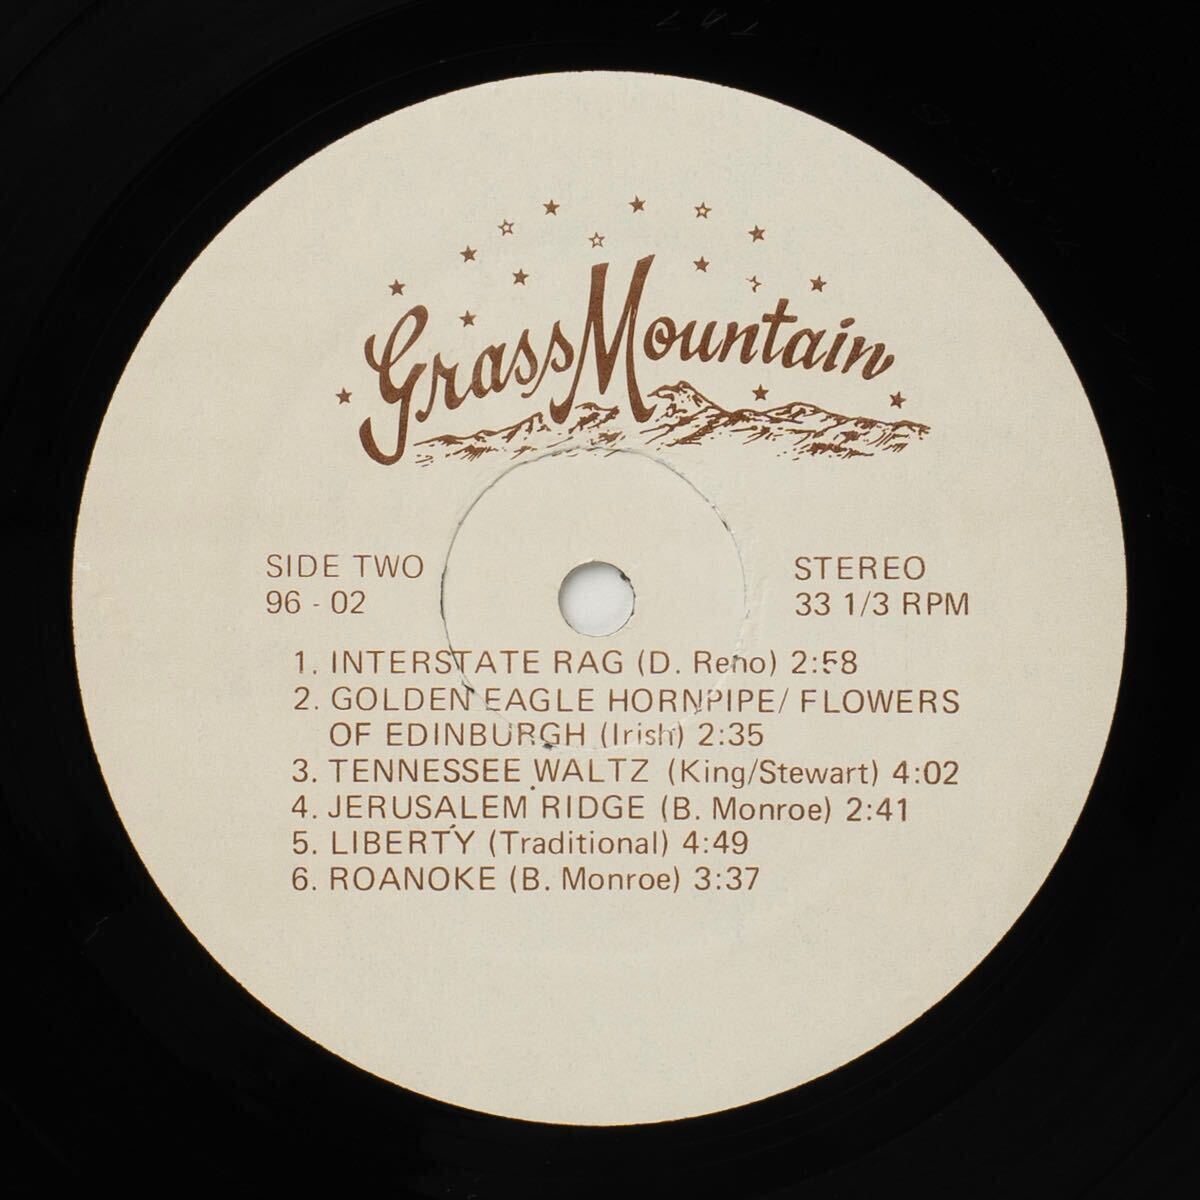 Grass Mountain
SIDE TWO
96 - 02
STEREO
33 1/3 RPM
1. INTERSTATE RAG (D. Reno) 2:58
2. GOLDEN EAGLE HORNPIPE/ FLOWERS
OF EDINBURGH (Irish) 2:35
3. TENNESSEE WALTZ (King/Stewart) 4:02
4. JERUSALEM RIDGE (B. Monroe) 2:41
5. LIBERTY (Traditional) 4:49
6. ROANOKE (B. Monroe) 3:37